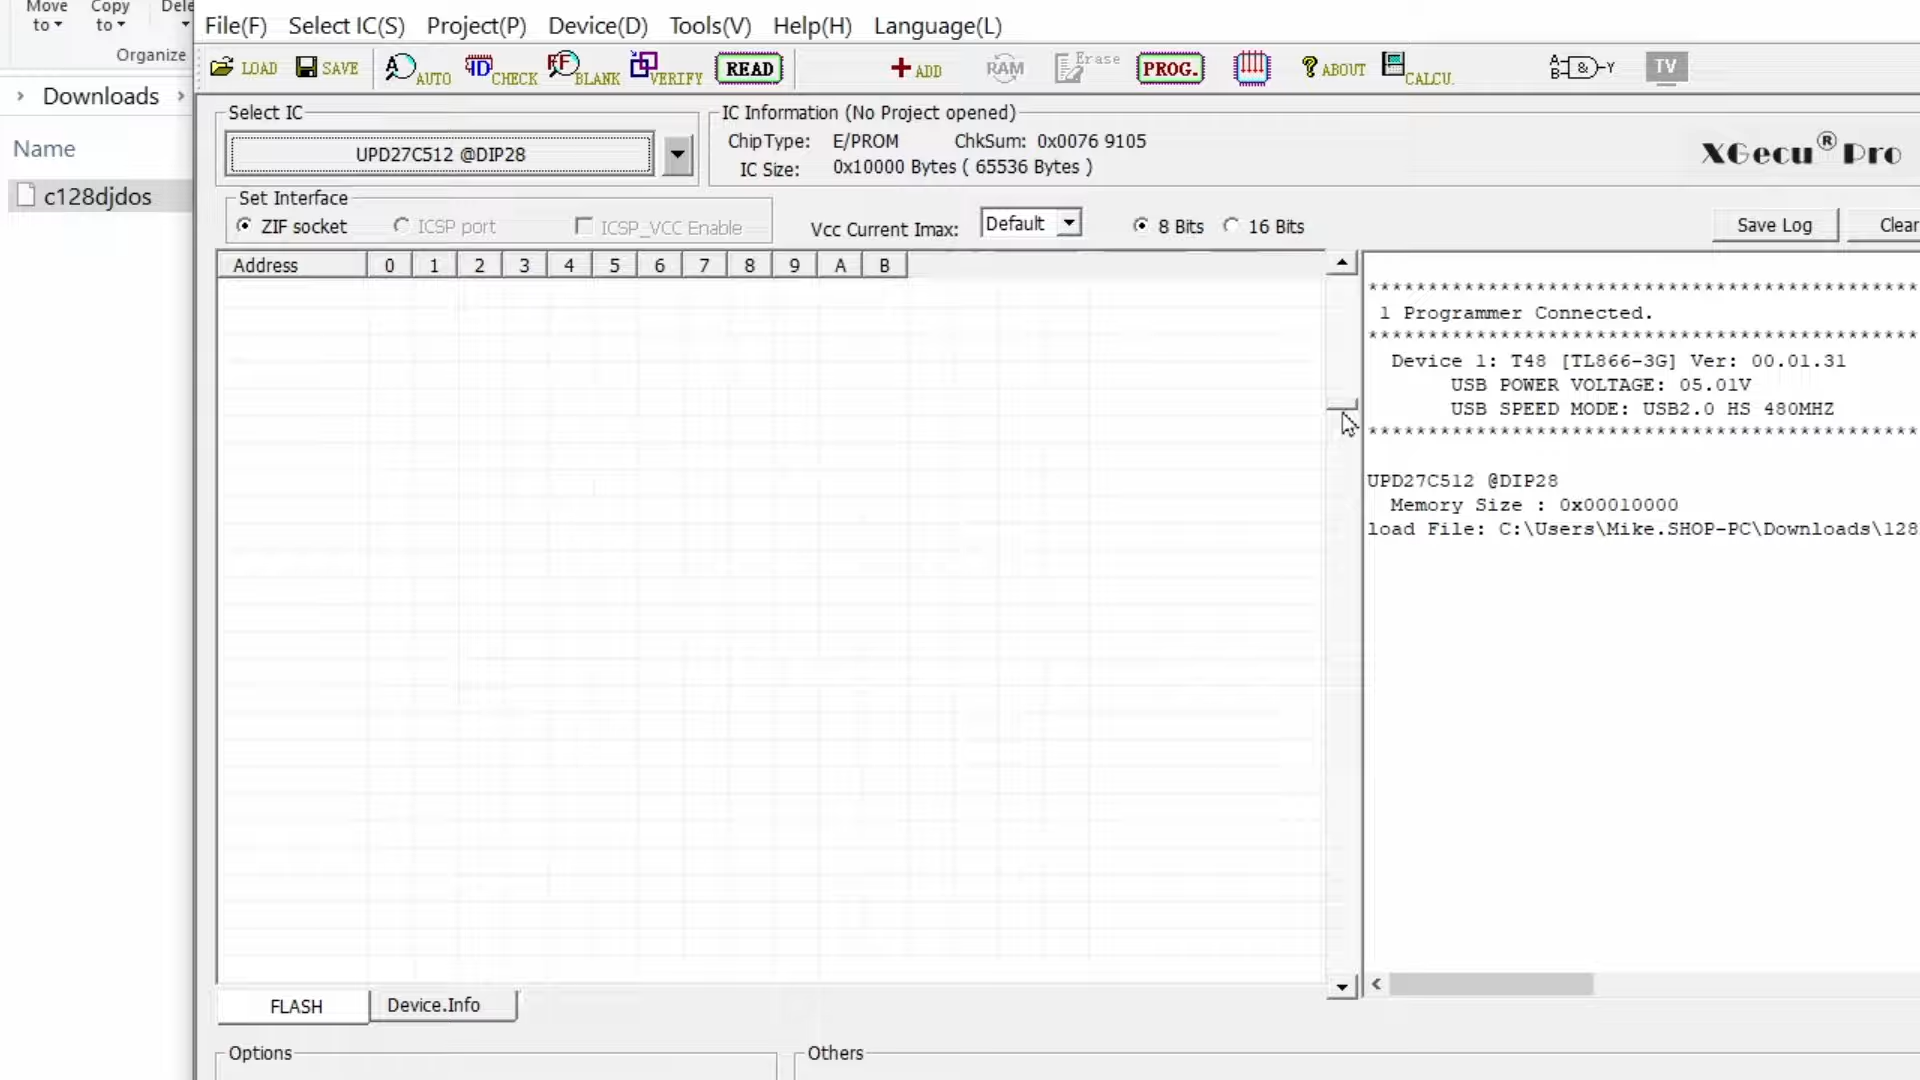 Move to
Copy to
Dele
Organize
Downloads
Name
c128djdos
File(F) Select IC(S) Project(P) Device(D) Tools(V) Help(H) Language(L)
LOAD SAVE AUTO CHECK BLANK VERIFY READ ADD RAM Erase PROG. ABOUT CALCU. TV
Select IC
UPD27C512 @DIP28
IC Information (No Project opened)
ChipType: E/PROM ChkSum: 0x0076 9105
IC Size: 0x10000 Bytes ( 65536 Bytes )
XGecu® Pro
Set Interface
ZIF socket ICSP port ICSP_VCC Enable
Vcc Current Imax: Default 8 Bits 16 Bits
Save Log Clear
Address 0 1 2 3 4 5 6 7 8 9 A B
********************************************
1 Programmer Connected.
********************************************
Device 1: T48 [TL866-3G] Ver: 00.01.31
USB POWER VOLTAGE: 05.01V
USB SPEED MODE: USB2.0 HS 480MHZ
********************************************
UPD27C512 @DIP28
Memory Size : 0x00010000
load File: C:\Users\Mike.SHOP-PC\Downloads\128
FLASH Device.Info
Options Others